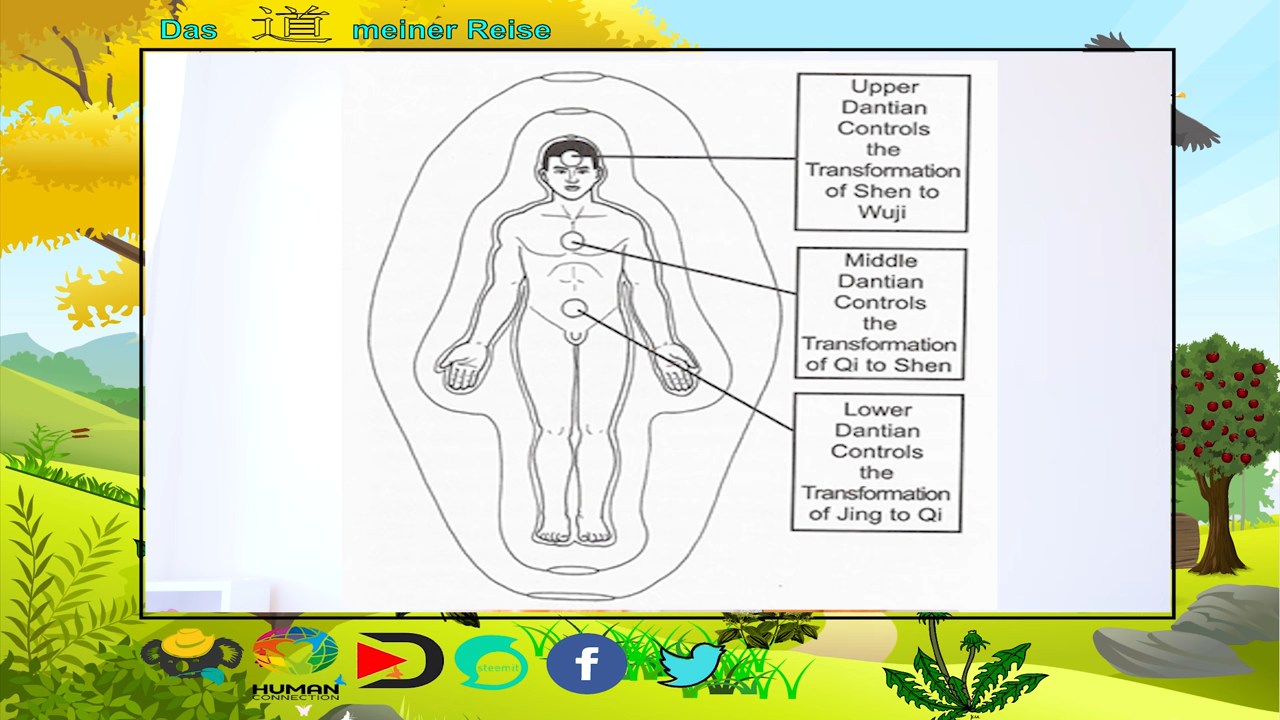 Das 道 meiner Reise
Upper
Dantian
Controls
the
Transformation
of Shen to
Wuji
Middle
Dantian
Controls
the
Transformation
of Qi to Shen
Lower
Dantian
Controls
the
Transformation
of Jing to Qi
steemit
f
HUMAN
CONNECTION